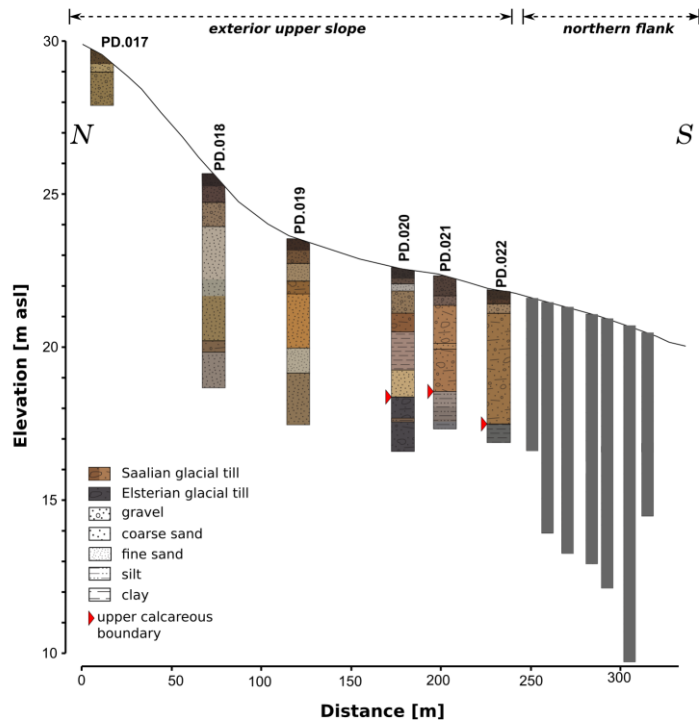 exterior upper slope
northern flank
30
PD.017
N
S
PD.018
25
PD.019
PD.020
PD.021
PD.022
20
Elevation [m asl]
Saalian glacial till
Elsterian glacial till
gravel
coarse sand
fine sand
silt
clay
upper calcareous
boundary
15
10
0
50
100
150
200
250
300
Distance [m]